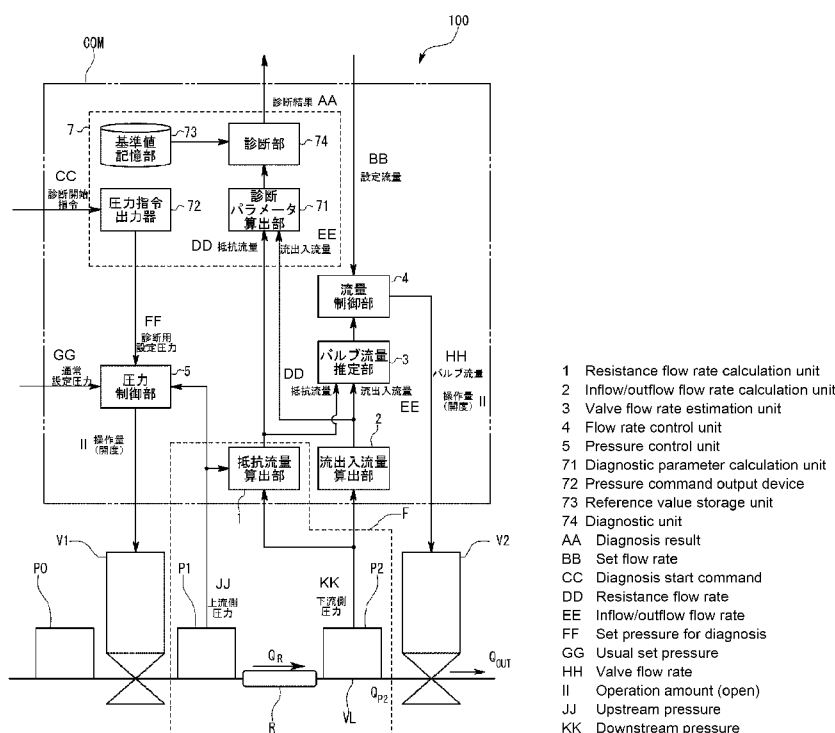 100
COM
診断結果 AA
7
基準値
記憶部
73
診断部
74
BB
設定流量
CC
診断開始
指令
圧力指令
出力器
72
診断
パラメータ
算出部
71
DD 抵抗流量
EE
流出入流量
流量
制御部
4
FF
診断用
設定圧力
GG
通常
設定圧力
圧力
制御部
5
バルブ流量
推定部
3
DD
抵抗流量
流出入流量
EE
HH
バルブ流量
操作量
(開度) II
II 操作量
(開度)
抵抗流量
算出部
1
流出入流量
算出部
2
F
V1
V2
P0
P1
P2
JJ
上流側
圧力
KK
下流側
圧力
QR
QOUT
R
VL
QP2
1 Resistance flow rate calculation unit
2 Inflow/outflow flow rate calculation unit
3 Valve flow rate estimation unit
4 Flow rate control unit
5 Pressure control unit
71 Diagnostic parameter calculation unit
72 Pressure command output device
73 Reference value storage unit
74 Diagnostic unit
AA Diagnosis result
BB Set flow rate
CC Diagnosis start command
DD Resistance flow rate
EE Inflow/outflow flow rate
FF Set pressure for diagnosis
GG Usual set pressure
HH Valve flow rate
II Operation amount (open)
JJ Upstream pressure
KK Downstream pressure